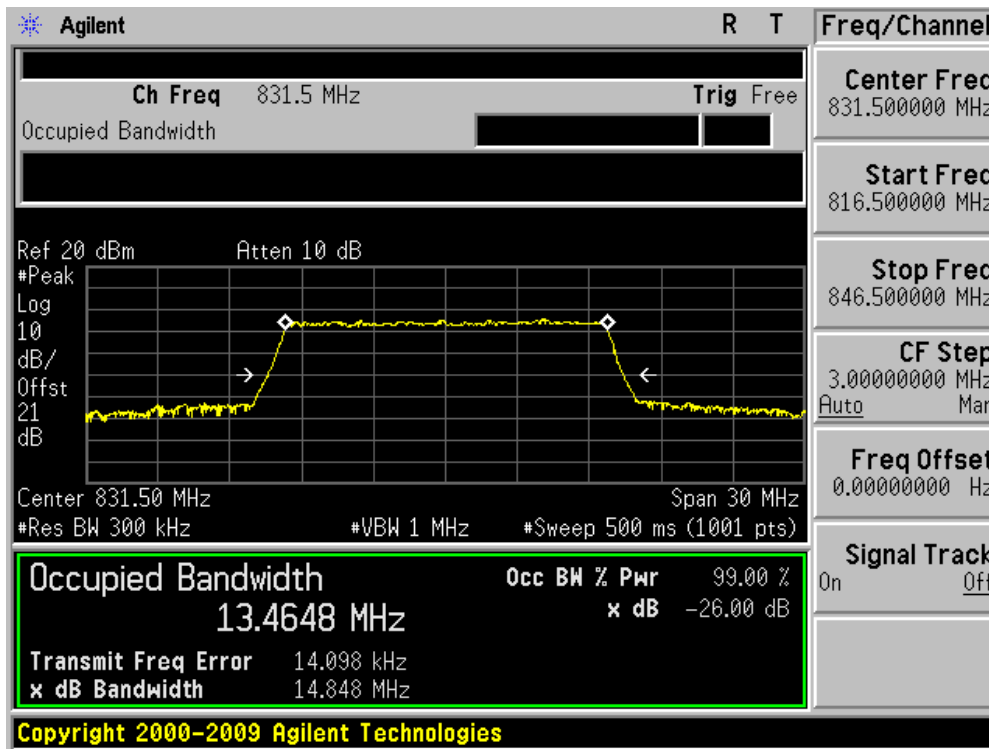 Agilent R T
Freq/Channel
Ch Freq 831.5 MHz Trig Free
Occupied Bandwidth
Center Freq
831.500000 MHz
Start Freq
816.500000 MHz
Stop Freq
846.500000 MHz
CF Step
3.00000000 MHz
Auto Man
Freq Offset
0.00000000 Hz
Signal Track
On Off
Ref 20 dBm Atten 10 dB
#Peak
Log
10
dB/
Offst
21
dB
Center 831.50 MHz Span 30 MHz
#Res BW 300 kHz #VBW 1 MHz #Sweep 500 ms (1001 pts)
Occupied Bandwidth Occ BW % Pwr 99.00 %
13.4648 MHz x dB -26.00 dB
Transmit Freq Error 14.098 kHz
x dB Bandwidth 14.848 MHz
Copyright 2000-2009 Agilent Technologies